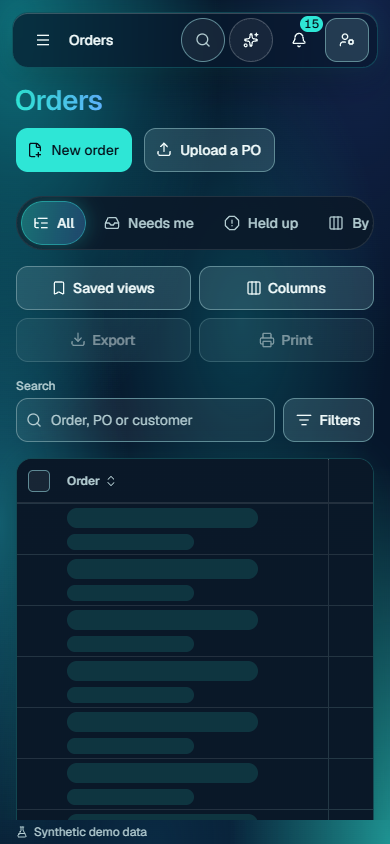 Orders
15
Orders
New order
Upload a PO
All
Needs me
Held up
By
Saved views
Columns
Export
Print
Search
Order, PO or customer
Filters
Order
Synthetic demo data